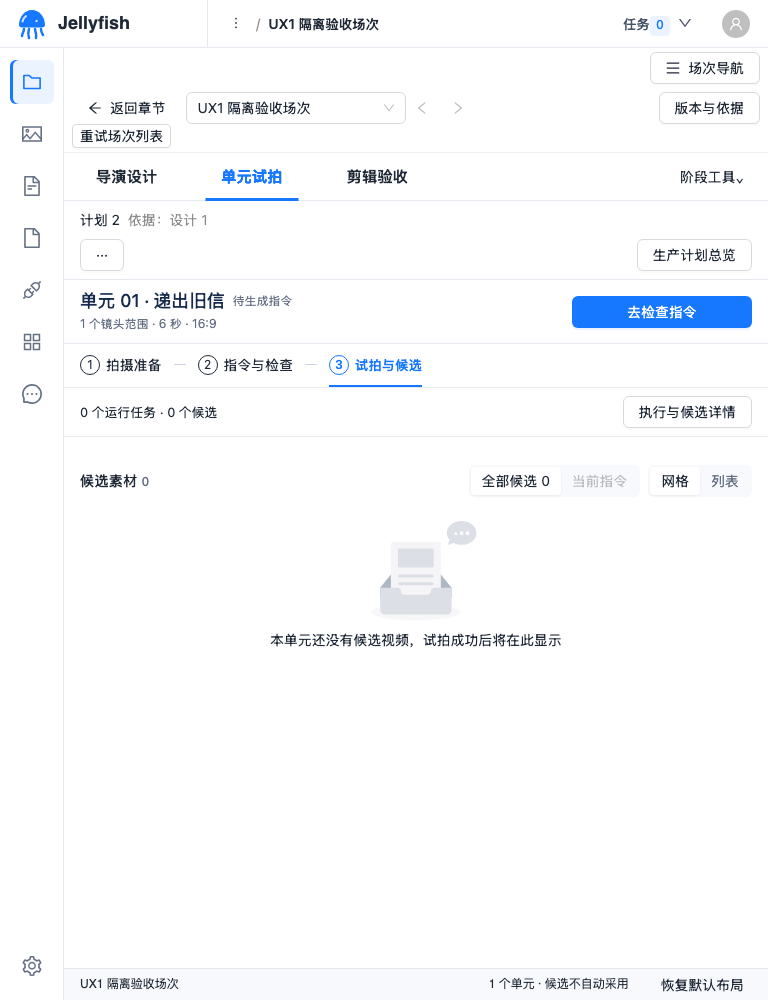 Jellyfish
/ UX1 隔离验收场次
任务 0
场次导航
返回章节
UX1 隔离验收场次
版本与依据
重试场次列表
导演设计
单元试拍
剪辑验收
阶段工具
计划 2 依据：设计 1
...
生产计划总览
单元 01 · 递出旧信 待生成指令
1 个镜头范围 · 6 秒 · 16:9
去检查指令
1 拍摄准备
2 指令与检查
3 试拍与候选
0 个运行任务 · 0 个候选
执行与候选详情
候选素材 0
全部候选 0
当前指令
网格
列表
本单元还没有候选视频，试拍成功后将在此显示
UX1 隔离验收场次
1 个单元 · 候选不自动采用
恢复默认布局